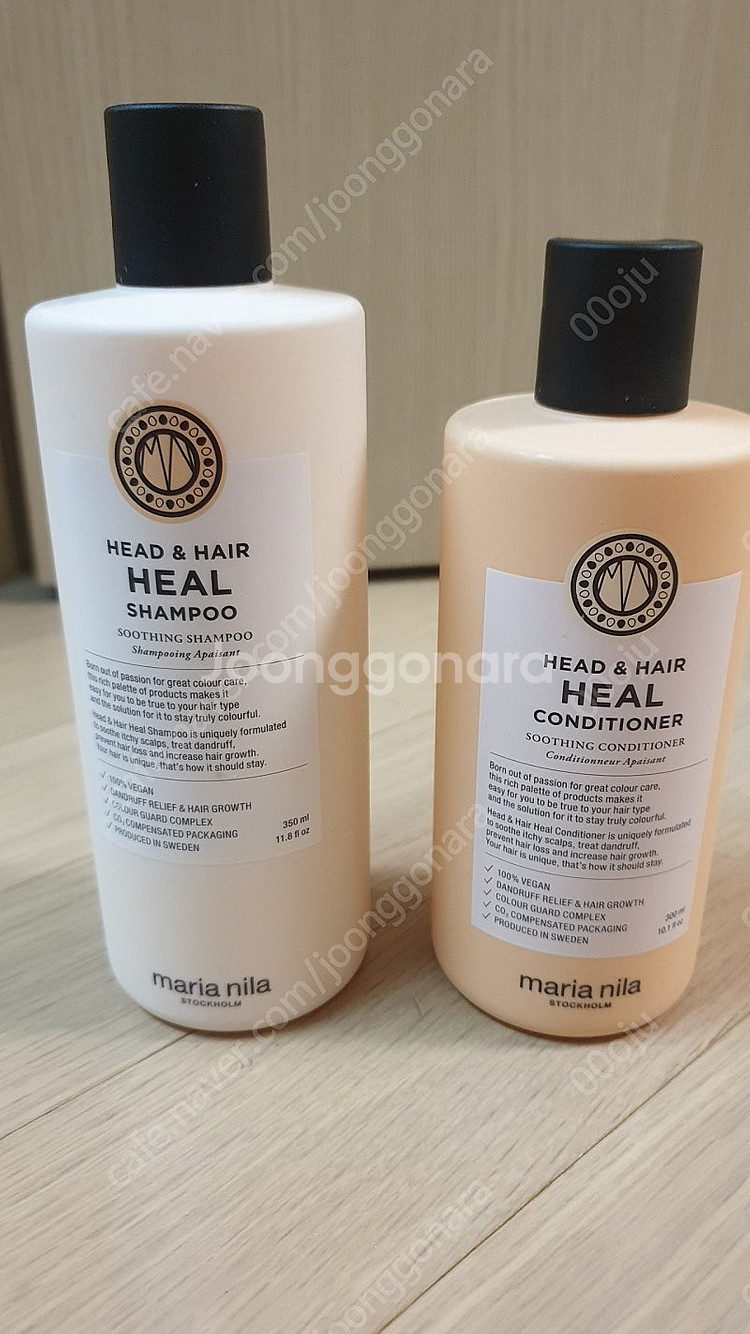 HEAD & HAIR
HEAL
SHAMPOO
SOOTHING SHAMPOO
Shampooing Apaisant
Born out of passion for great colour care,
this rich palette of products makes it
easy for you to be true to your hair type
and the solution for it to stay truly colourful.
Head & Hair Heal Shampoo is uniquely formulated
to soothe itchy scalps, treat dandruff,
prevent hair loss and increase hair growth.
Your hair is unique, that's how it should stay.
✓ 100% VEGAN
✓ DANDRUFF RELIEF & HAIR GROWTH
✓ COLOUR GUARD COMPLEX
✓ CO₂ COMPENSATED PACKAGING
✓ PRODUCED IN SWEDEN
350 ml
11.8 fl oz
maria nila
STOCKHOLM
HEAD & HAIR
HEAL
CONDITIONER
SOOTHING CONDITIONER
Conditionneur Apaisant
Born out of passion for great colour care,
this rich palette of products makes it
easy for you to be true to your hair type
and the solution for it to stay truly colourful.
Head & Hair Heal Conditioner is uniquely formulated
to soothe itchy scalps, treat dandruff,
prevent hair loss and increase hair growth.
Your hair is unique, that's how it should stay.
✓ 100% VEGAN
✓ DANDRUFF RELIEF & HAIR GROWTH
✓ COLOUR GUARD COMPLEX
✓ CO₂ COMPENSATED PACKAGING
✓ PRODUCED IN SWEDEN
300 ml
10.1 fl oz
maria nila
STOCKHOLM
cafe.naver.com/joonggonara
00oju
joonggonara
cafe.naver.com/joonggonara
00oju
joonggonara
00oju